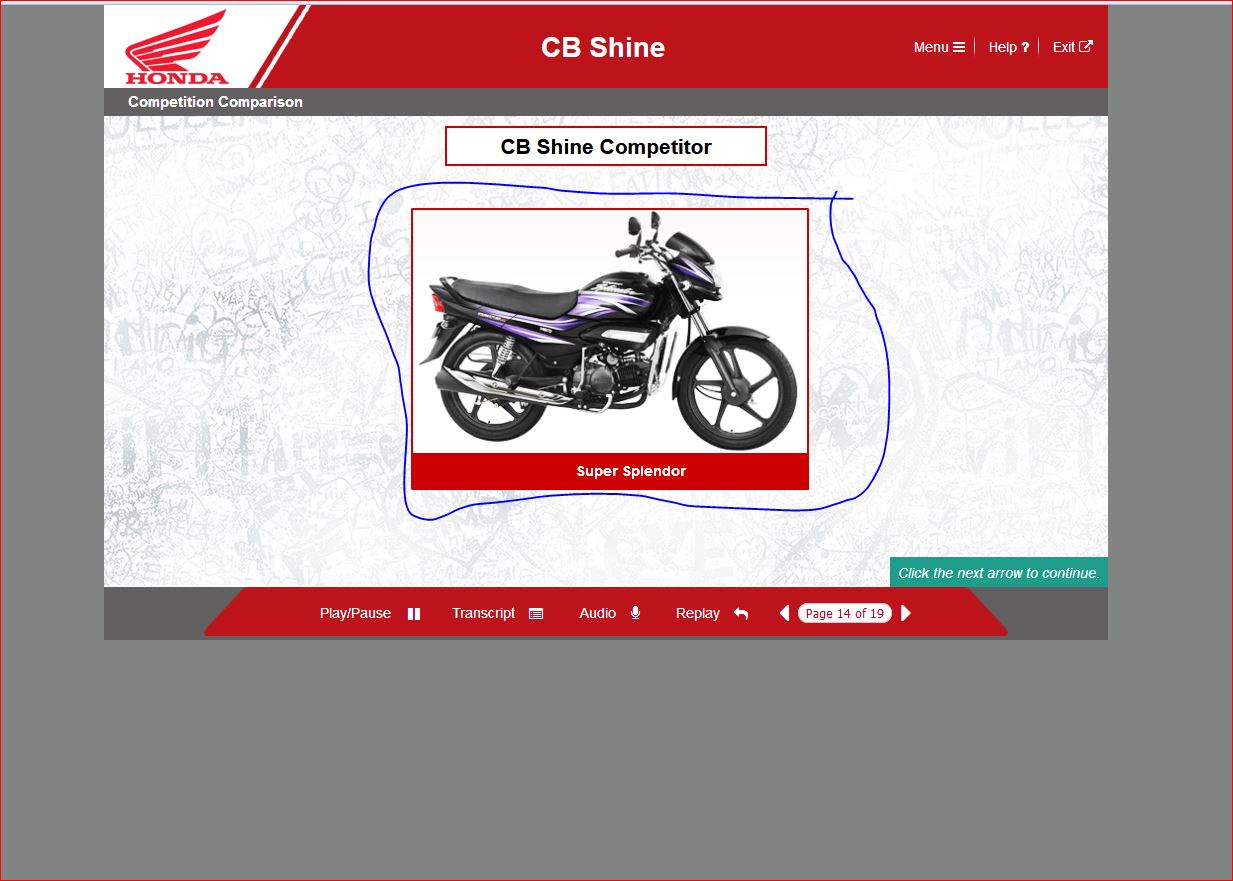 HONDA
CB Shine
Menu
Help ?
Exit
Competition Comparison
CB Shine Competitor
Super Splendor
Click the next arrow to continue.
Play/Pause
Transcript
Audio
Replay
Page 14 of 19